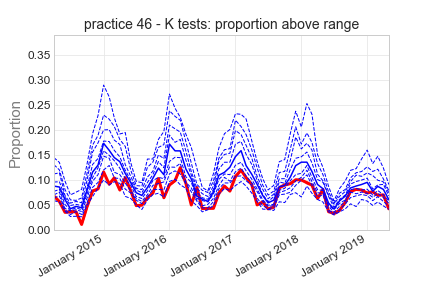 practice 46 - K tests: proportion above range
Proportion
0.35
0.30
0.25
0.20
0.15
0.10
0.05
0.00
January 2015
January 2016
January 2017
January 2018
January 2019